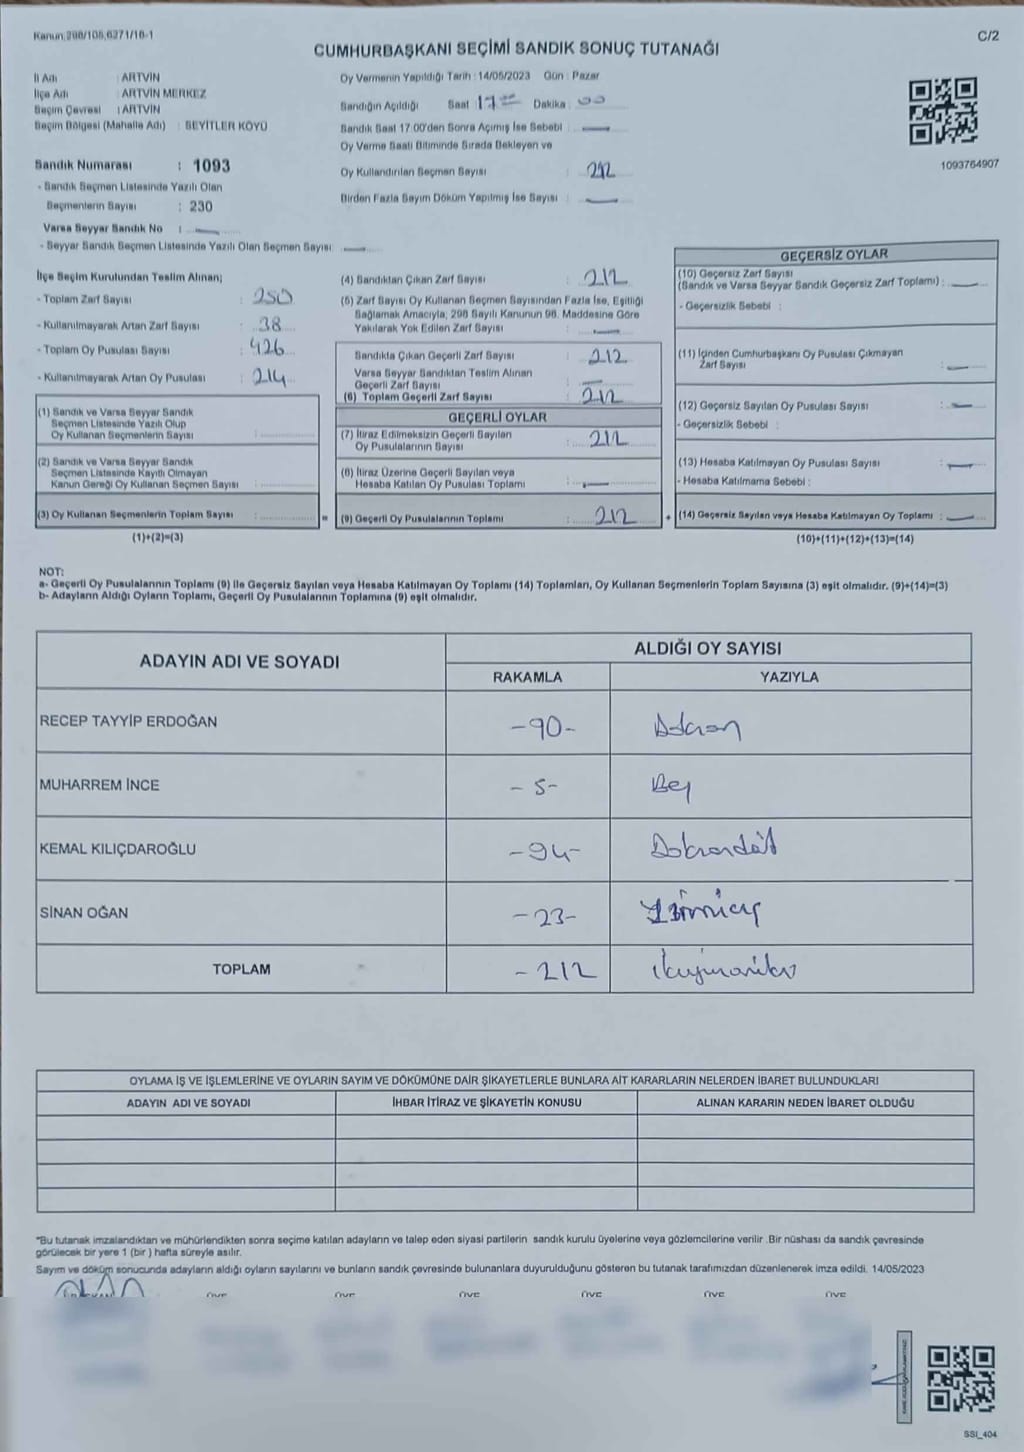 Kanun:298/108,6271/18-1
C/2
CUMHURBAŞKANI SEÇİMİ SANDIK SONUÇ TUTANAĞI
İl Adı : ARTVİN
İlçe Adı : ARTVİN MERKEZ
Seçim Çevresi : ARTVİN
Seçim Bölgesi (Mahalle Adı) : SEYİTLER KÖYÜ
Oy Vermenin Yapıldığı Tarih : 14/05/2023 Gün : Pazar
Sandığın Açıldığı Saat 17 Dakika : 00
Sandık Saat 17:00'den Sonra Açımış İse Sebebi :
Oy Verme Saati Bitiminde Sırada Bekleyen ve
Oy Kullandırılan Seçmen Sayısı : 212
Birden Fazla Sayım Döküm Yapılmış İse Sayısı :
1093764907
Sandık Numarası : 1093
- Sandık Seçmen Listesinde Yazılı Olan
Seçmenlerin Sayısı : 230
Varsa Seyyar Sandık No :
- Seyyar Sandık Seçmen Listesinde Yazılı Olan Seçmen Sayısı:
İlçe Seçim Kurulundan Teslim Alınan;
- Toplam Zarf Sayısı : 250
- Kullanılmayarak Artan Zarf Sayısı : 38
- Toplam Oy Pusulası Sayısı : 426
- Kullanılmayarak Artan Oy Pusulası : 214
(1) Sandık ve Varsa Seyyar Sandık
Seçmen Listesinde Yazılı Olup
Oy Kullanan Seçmenlerin Sayısı :
(2) Sandık ve Varsa Seyyar Sandık
Seçmen Listesinde Kayıtlı Olmayan
Kanun Gereği Oy Kullanan Seçmen Sayısı :
(3) Oy Kullanan Seçmenlerin Toplam Sayısı :
=
(1)+(2)=(3)
(4) Sandıktan Çıkan Zarf Sayısı : 212
(5) Zarf Sayısı Oy Kullanan Seçmen Sayısından Fazla İse, Eşitliği
Sağlamak Amacıyla, 298 Sayılı Kanunun 98. Maddesine Göre
Yakılarak Yok Edilen Zarf Sayısı :
Sandıkta Çıkan Geçerli Zarf Sayısı : 212
Varsa Seyyar Sandıktan Teslim Alınan
Geçerli Zarf Sayısı :
(6) Toplam Geçerli Zarf Sayısı : 212
GEÇERLİ OYLAR
(7) İtiraz Edilmeksizin Geçerli Sayılan
Oy Pusulalarının Sayısı : 212
(8) İtiraz Üzerine Geçerli Sayılan veya
Hesaba Katılan Oy Pusulası Toplamı :
(9) Geçerli Oy Pusulalarının Toplamı : 212
+
GEÇERSİZ OYLAR
(10) Geçersiz Zarf Sayısı
(Sandık ve Varsa Seyyar Sandık Geçersiz Zarf Toplamı) :
- Geçersizlik Sebebi :
(11) İçinden Cumhurbaşkanı Oy Pusulası Çıkmayan
Zarf Sayısı :
(12) Geçersiz Sayılan Oy Pusulası Sayısı :
- Geçersizlik Sebebi :
(13) Hesaba Katılmayan Oy Pusulası Sayısı :
- Hesaba Katılmama Sebebi :
(14) Geçersiz Sayılan veya Hesaba Katılmayan Oy Toplamı :
(10)+(11)+(12)+(13)=(14)
NOT:
a- Geçerli Oy Pusulalarının Toplamı (9) ile Geçersiz Sayılan veya Hesaba Katılmayan Oy Toplamı (14) Toplamları, Oy Kullanan Seçmenlerin Toplam Sayısına (3) eşit olmalıdır. (9)+(14)=(3)
b- Adayların Aldığı Oyların Toplamı, Geçerli Oy Pusulalarının Toplamına (9) eşit olmalıdır.
ADAYIN ADI VE SOYADI
ALDIĞI OY SAYISI
RAKAMLA YAZIYLA
RECEP TAYYİP ERDOĞAN -90- Doksan
MUHARREM İNCE -5- Beş
KEMAL KILIÇDAROĞLU -94- Doksandört
SİNAN OĞAN -23- Yirmiüç
TOPLAM -212 ikiyüzoniki
OYLAMA İŞ VE İŞLEMLERİNE VE OYLARIN SAYIM VE DÖKÜMÜNE DAİR ŞİKAYETLERLE BUNLARA AİT KARARLARIN NELERDEN İBARET BULUNDUKLARI
ADAYIN ADI VE SOYADI İHBAR İTİRAZ VE ŞİKAYETİN KONUSU ALINAN KARARIN NEDEN İBARET OLDUĞU
*Bu tutanak imzalandıktan ve mühürlendikten sonra seçime katılan adayların ve talep eden siyasi partilerin sandık kurulu üyelerine veya gözlemcilerine verilir .Bir nüshası da sandık çevresinde
görülecek bir yere 1 (bir ) hafta süreyle asılır.
Sayım ve döküm sonucunda adayların aldığı oyların sayılarını ve bunların sandık çevresinde bulunanlara duyurulduğunu gösteren bu tutanak tarafımızdan düzenlenerek imza edildi. 14/05/2023
ÜYE ÜYE ÜYE ÜYE ÜYE ÜYE
SSI_404